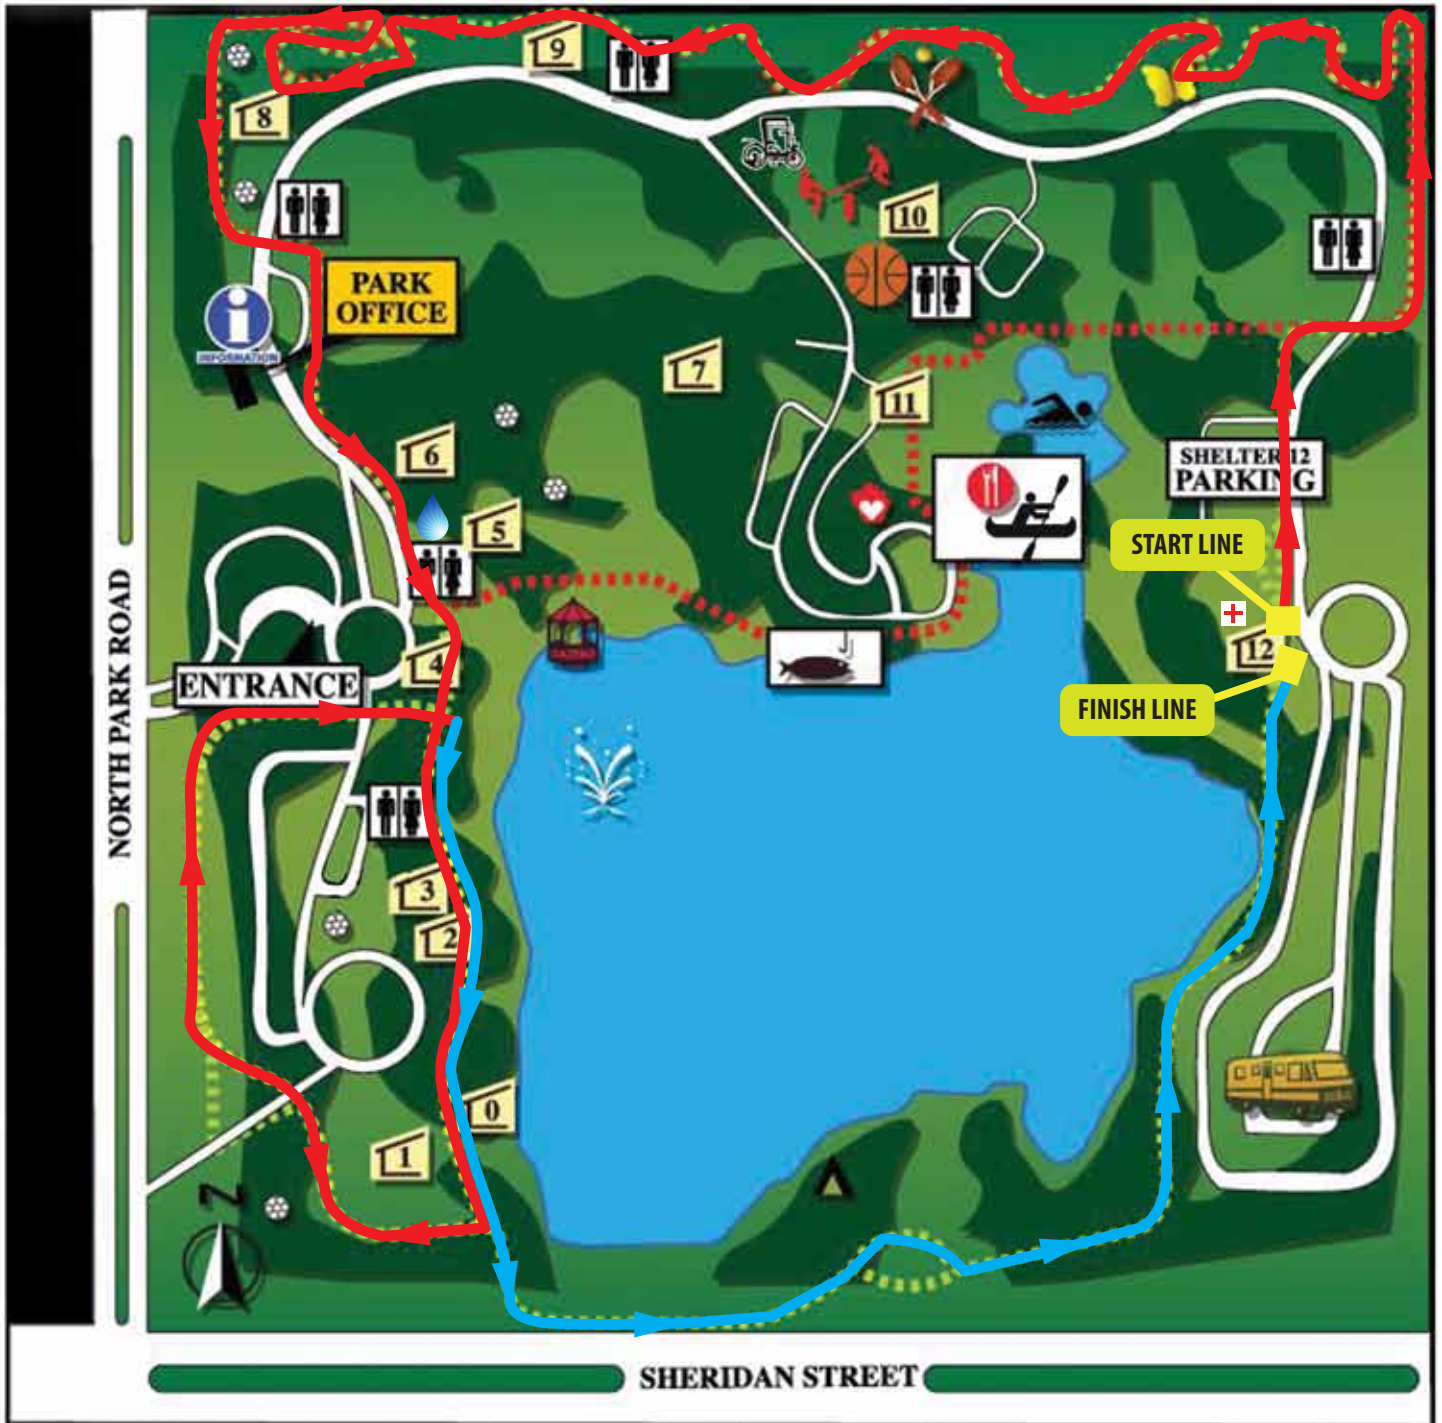 9
8
PARK
OFFICE
INFORMATION
10
7
11
6
5
SHELTER 12
PARKING
START LINE
12
FINISH LINE
4
ENTRANCE
NORTH PARK ROAD
3
2
0
1
N
SHERIDAN STREET